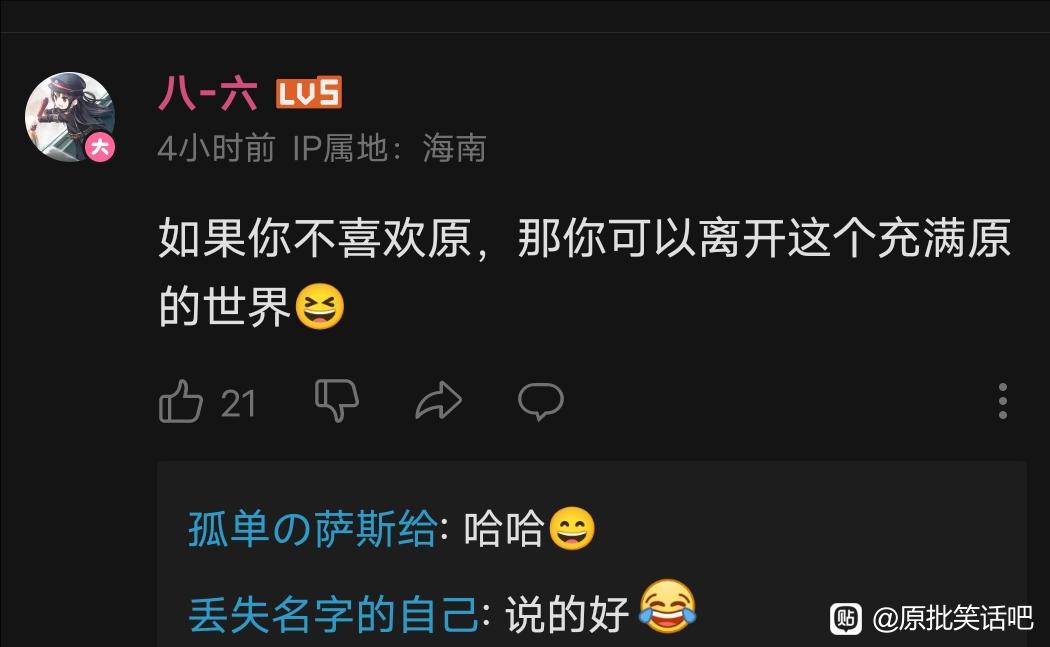 八-六 LV5
大
4小时前 IP属地：海南
如果你不喜欢原，那你可以离开这个充满原
的世界😆
21
孤单の萨斯给: 哈哈😄
丢失名字的自己: 说的好😂
贴 @原批笑话吧